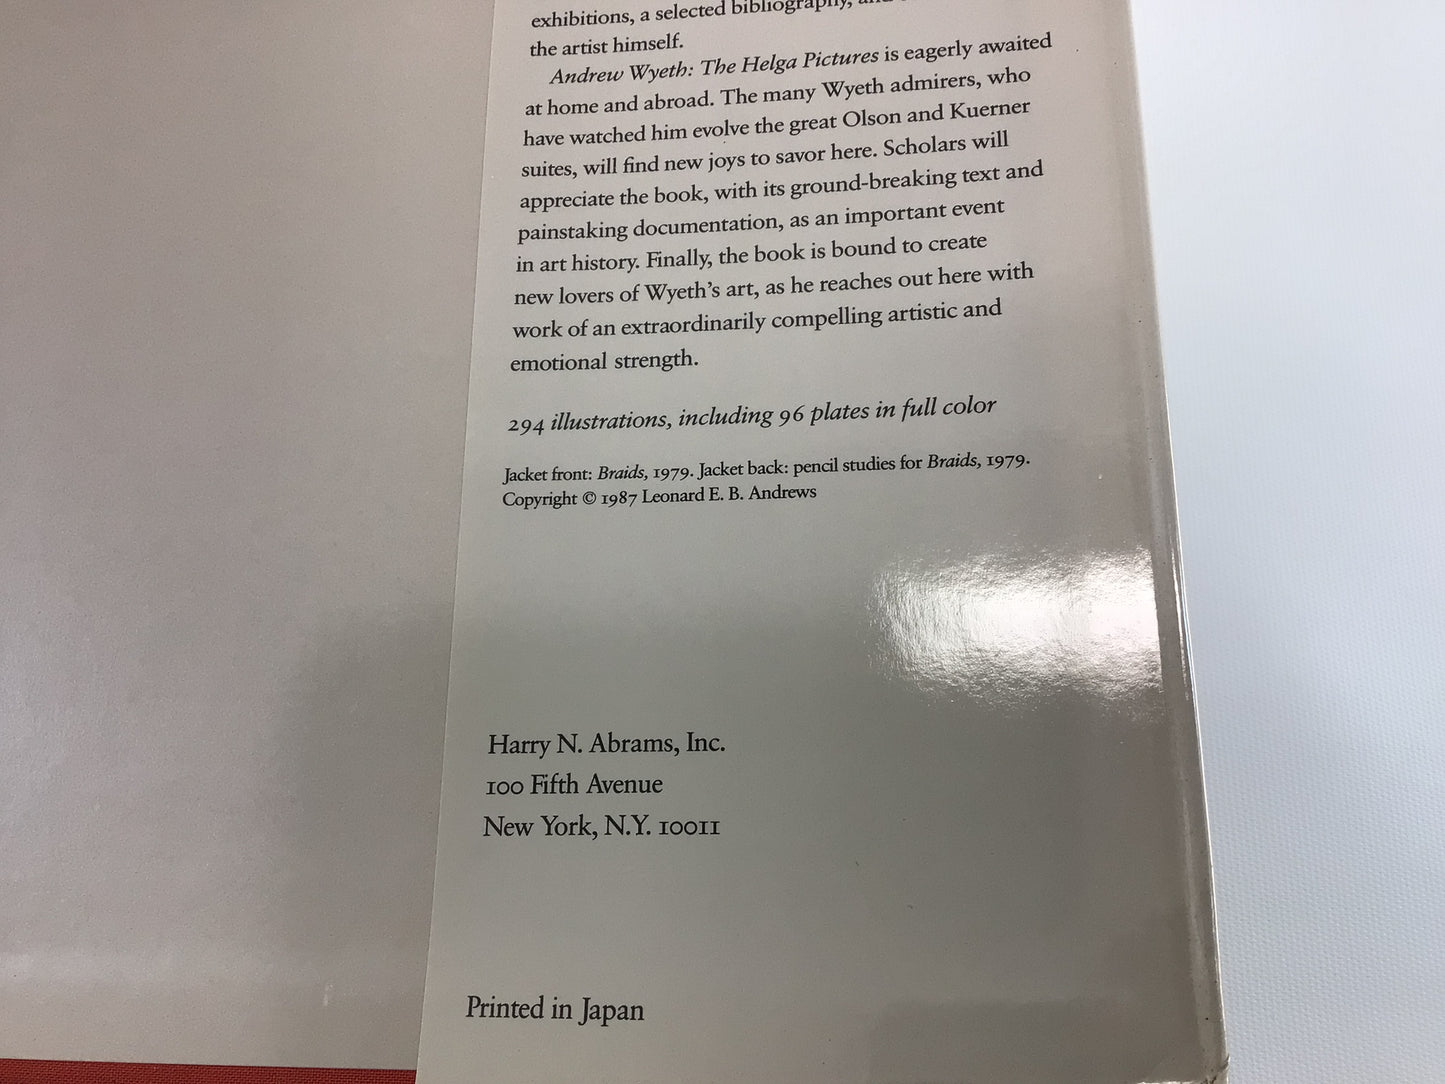 exhibitions, a selected bibliography,
the artist himself.
Andrew Wyeth: The Helga Pictures is eagerly awaited
at home and abroad. The many Wyeth admirers, who
have watched him evolve the great Olson and Kuerner
suites, will find new joys to savor here. Scholars will
appreciate the book, with its ground-breaking text and
painstaking documentation, as an important event
in art history. Finally, the book is bound to create
new lovers of Wyeth's art, as he reaches out here with
work of an extraordinarily compelling artistic and
emotional strength.
294 illustrations, including 96 plates in full color
Jacket front: Braids, 1979. Jacket back: pencil studies for Braids, 1979.
Copyright © 1987 Leonard E. B. Andrews
Harry N. Abrams, Inc.
100 Fifth Avenue
New York, N.Y. 10011
Printed in Japan